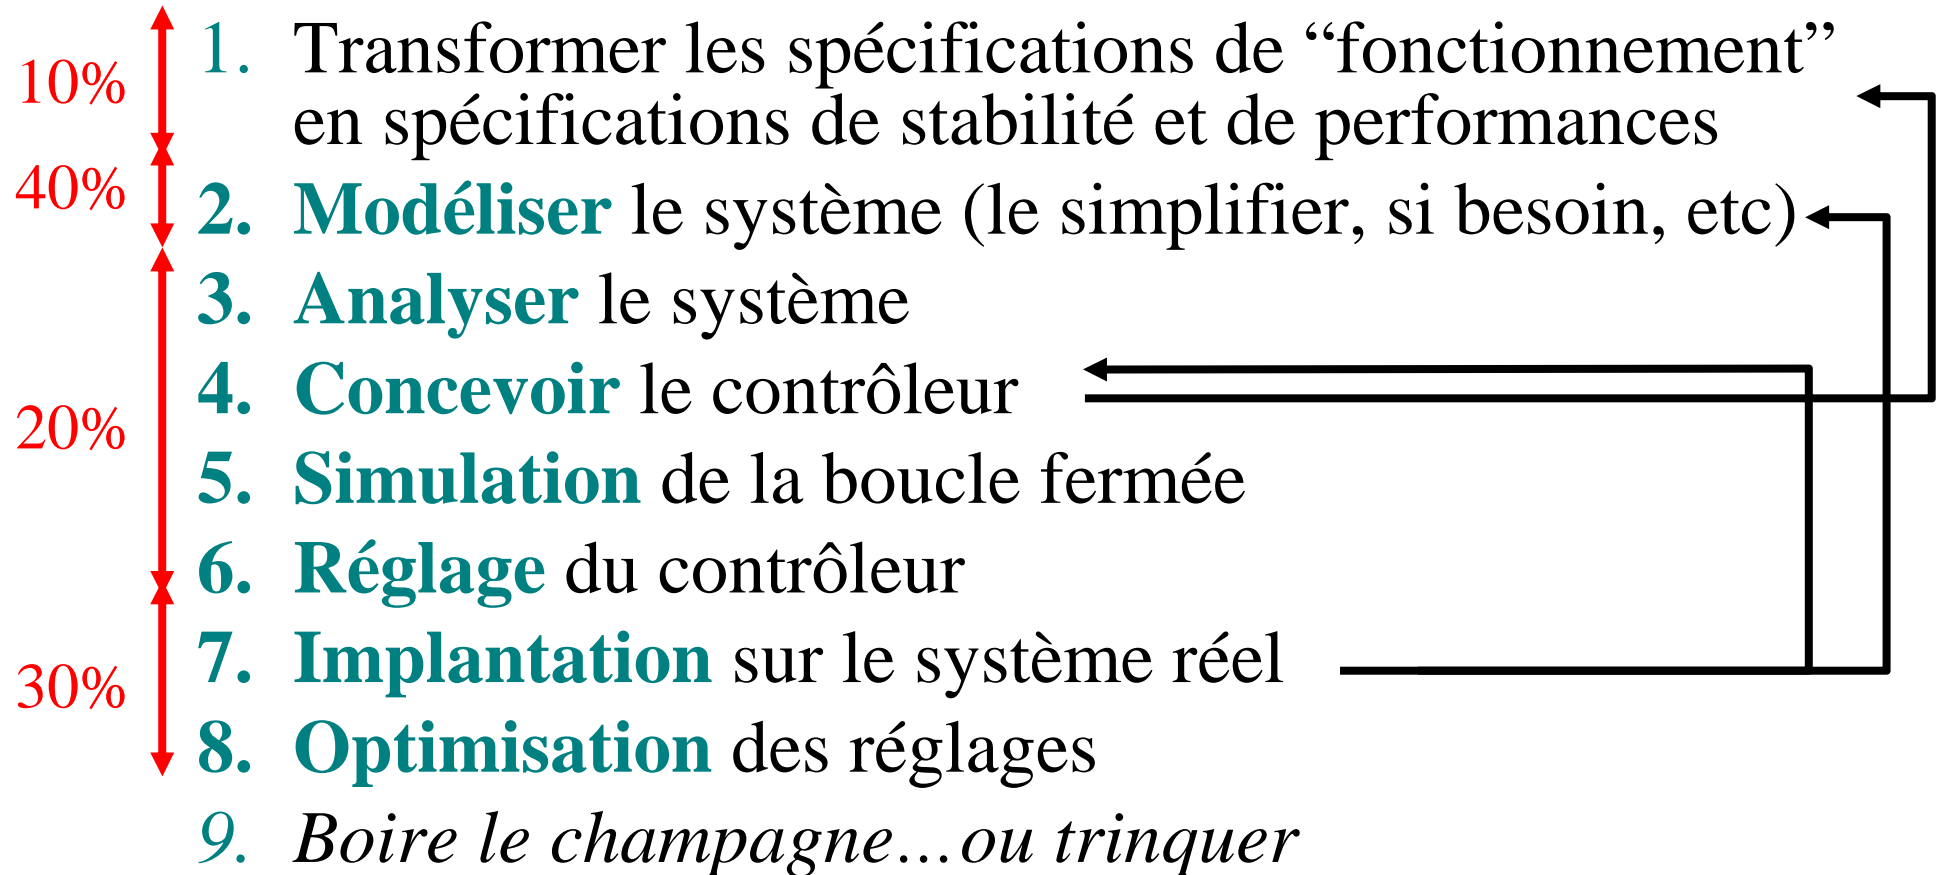 10%
1. Transformer les spécifications de “fonctionnement”
en spécifications de stabilité et de performances
40%
2. Modéliser le système (le simplifier, si besoin, etc)
3. Analyser le système
4. Concevoir le contrôleur
20%
5. Simulation de la boucle fermée
6. Réglage du contrôleur
7. Implantation sur le système réel
30%
8. Optimisation des réglages
9. Boire le champagne…ou trinquer